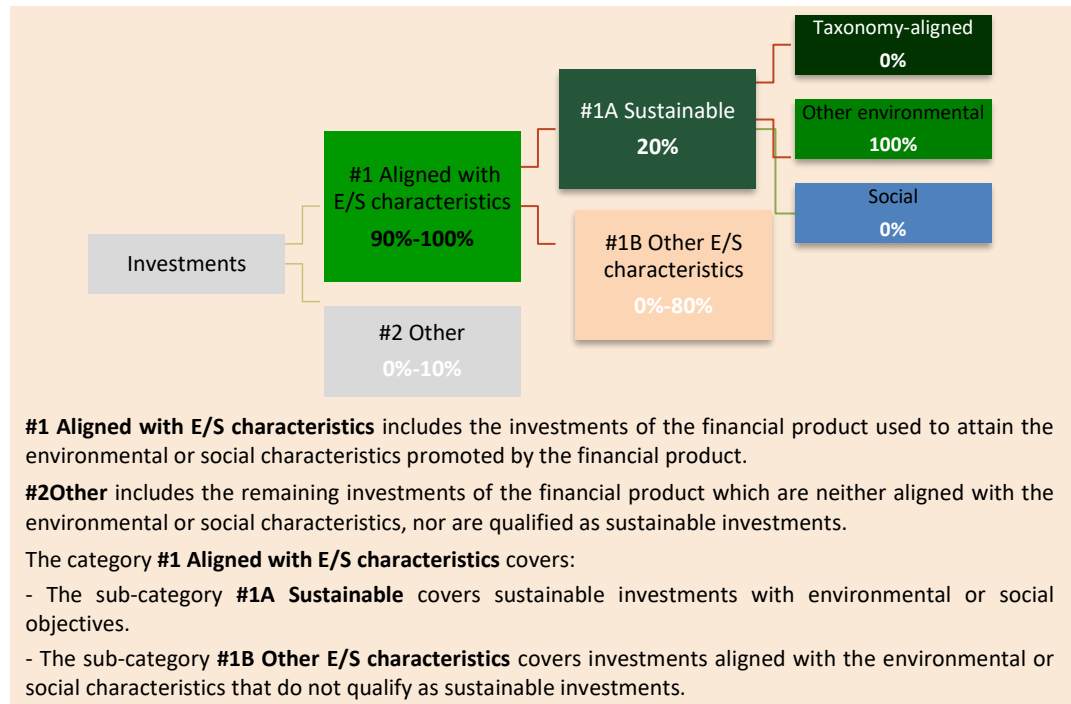 Taxonomy-aligned
0%
#1A Sustainable
20%
Other environmental
100%
#1 Aligned with
E/S characteristics
90%-100%
Social
0%
#1B Other E/S
characteristics
0%-80%
Investments
#2 Other
0%-10%
#1 Aligned with E/S characteristics includes the investments of the financial product used to attain the
environmental or social characteristics promoted by the financial product.
#2Other includes the remaining investments of the financial product which are neither aligned with the
environmental or social characteristics, nor are qualified as sustainable investments.
The category #1 Aligned with E/S characteristics covers:
- The sub-category #1A Sustainable covers sustainable investments with environmental or social
objectives.
- The sub-category #1B Other E/S characteristics covers investments aligned with the environmental or
social characteristics that do not qualify as sustainable investments.